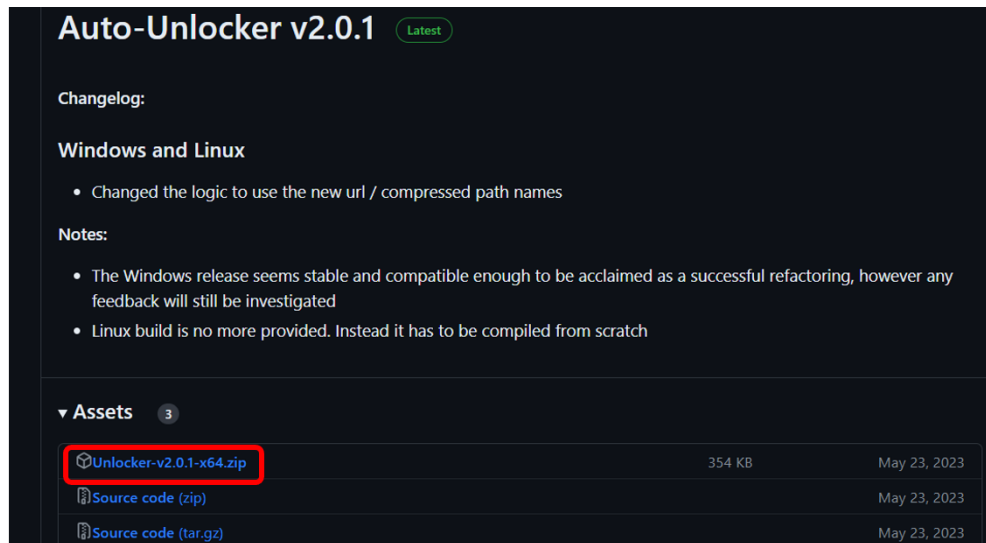 Auto-Unlocker v2.0.1 Latest
Changelog:
Windows and Linux
• Changed the logic to use the new url / compressed path names
Notes:
• The Windows release seems stable and compatible enough to be acclaimed as a successful refactoring, however any
feedback will still be investigated
• Linux build is no more provided. Instead it has to be compiled from scratch
▾ Assets 3
Unlocker-v2.0.1-x64.zip 354 KB May 23, 2023
Source code (zip) May 23, 2023
Source code (tar.gz) May 23, 2023